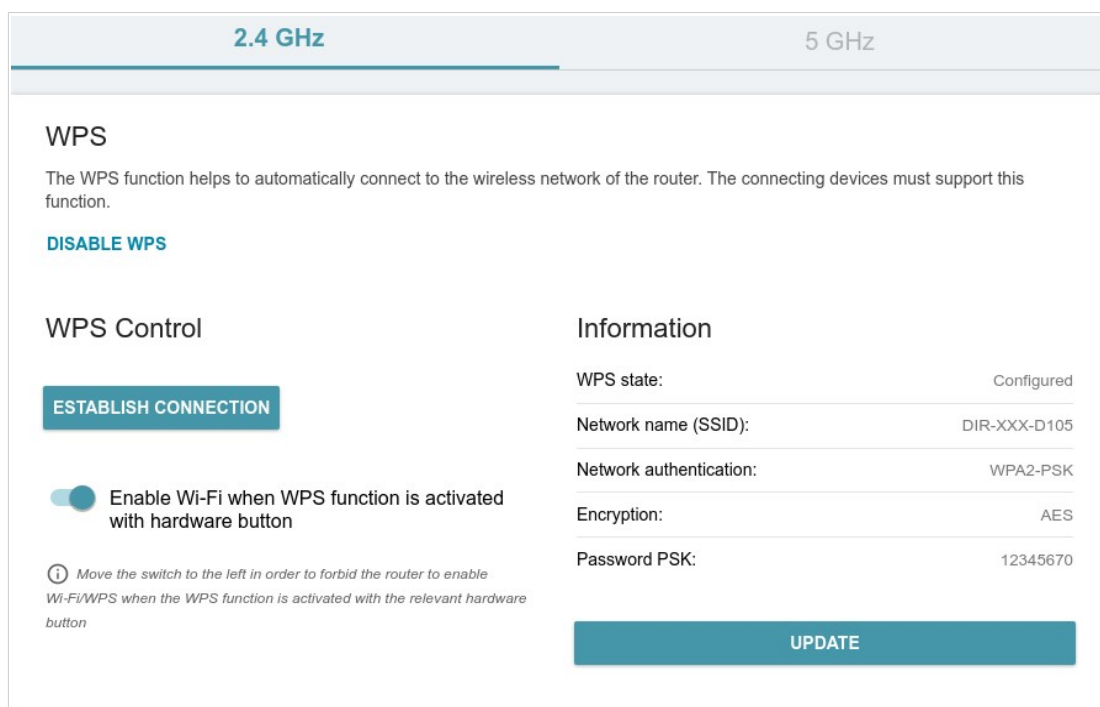 2.4 GHz
5 GHz
WPS
The WPS function helps to automatically connect to the wireless network of the router. The connecting devices must support this
function.
DISABLE WPS
WPS Control
ESTABLISH CONNECTION
Enable Wi-Fi when WPS function is activated
with hardware button
Move the switch to the left in order to forbid the router to enable
Wi-Fi/WPS when the WPS function is activated with the relevant hardware
button
Information
WPS state: Configured
Network name (SSID): DIR-XXX-D105
Network authentication: WPA2-PSK
Encryption: AES
Password PSK: 12345670
UPDATE